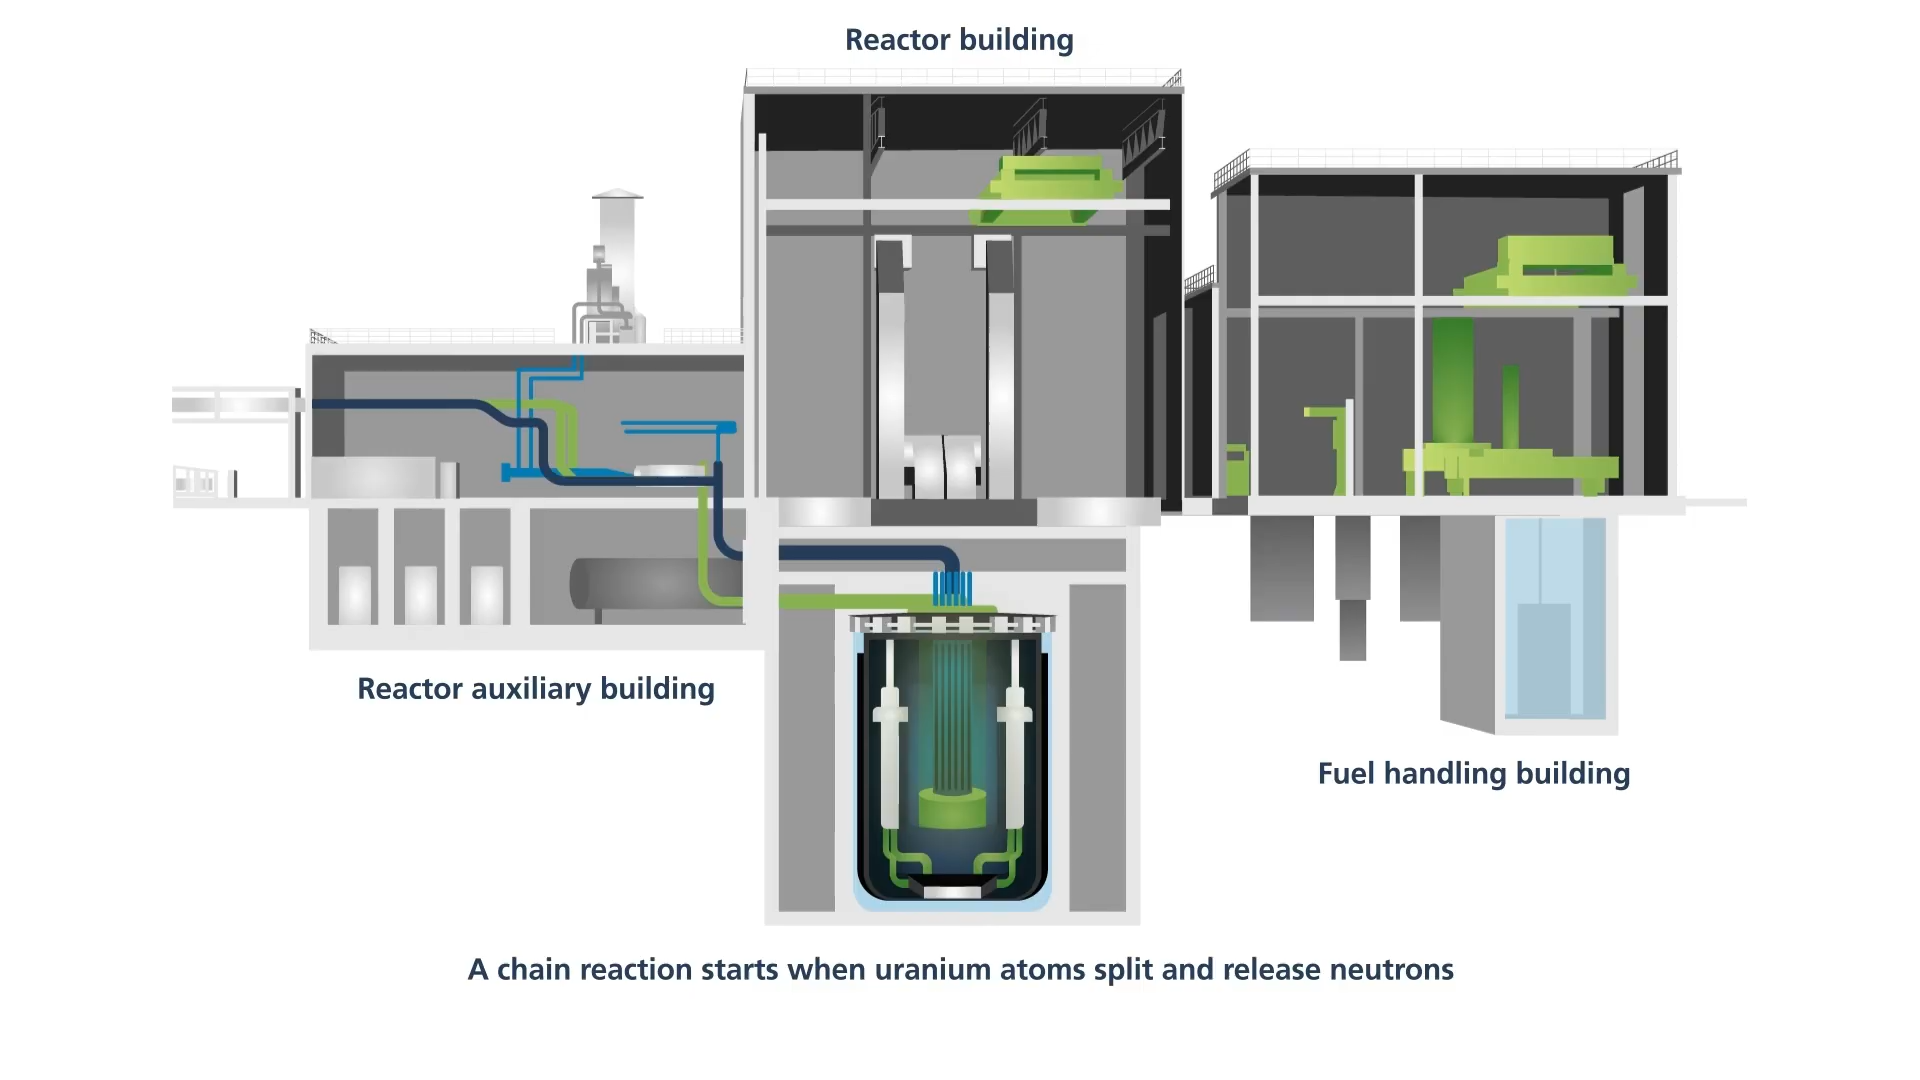 Reactor building
Reactor auxiliary building
Fuel handling building
A chain reaction starts when uranium atoms split and release neutrons